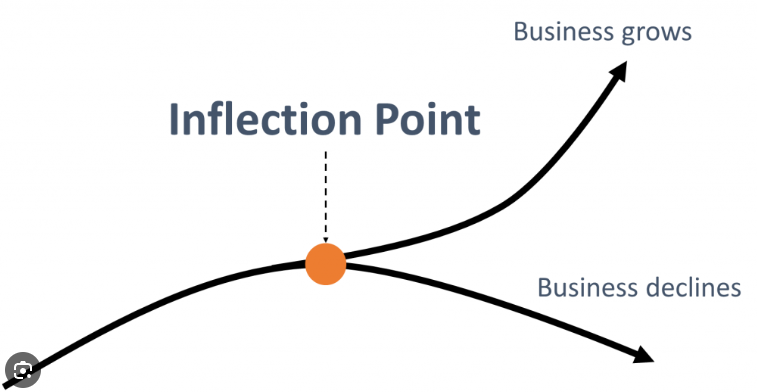 Business grows
Inflection Point
Business declines